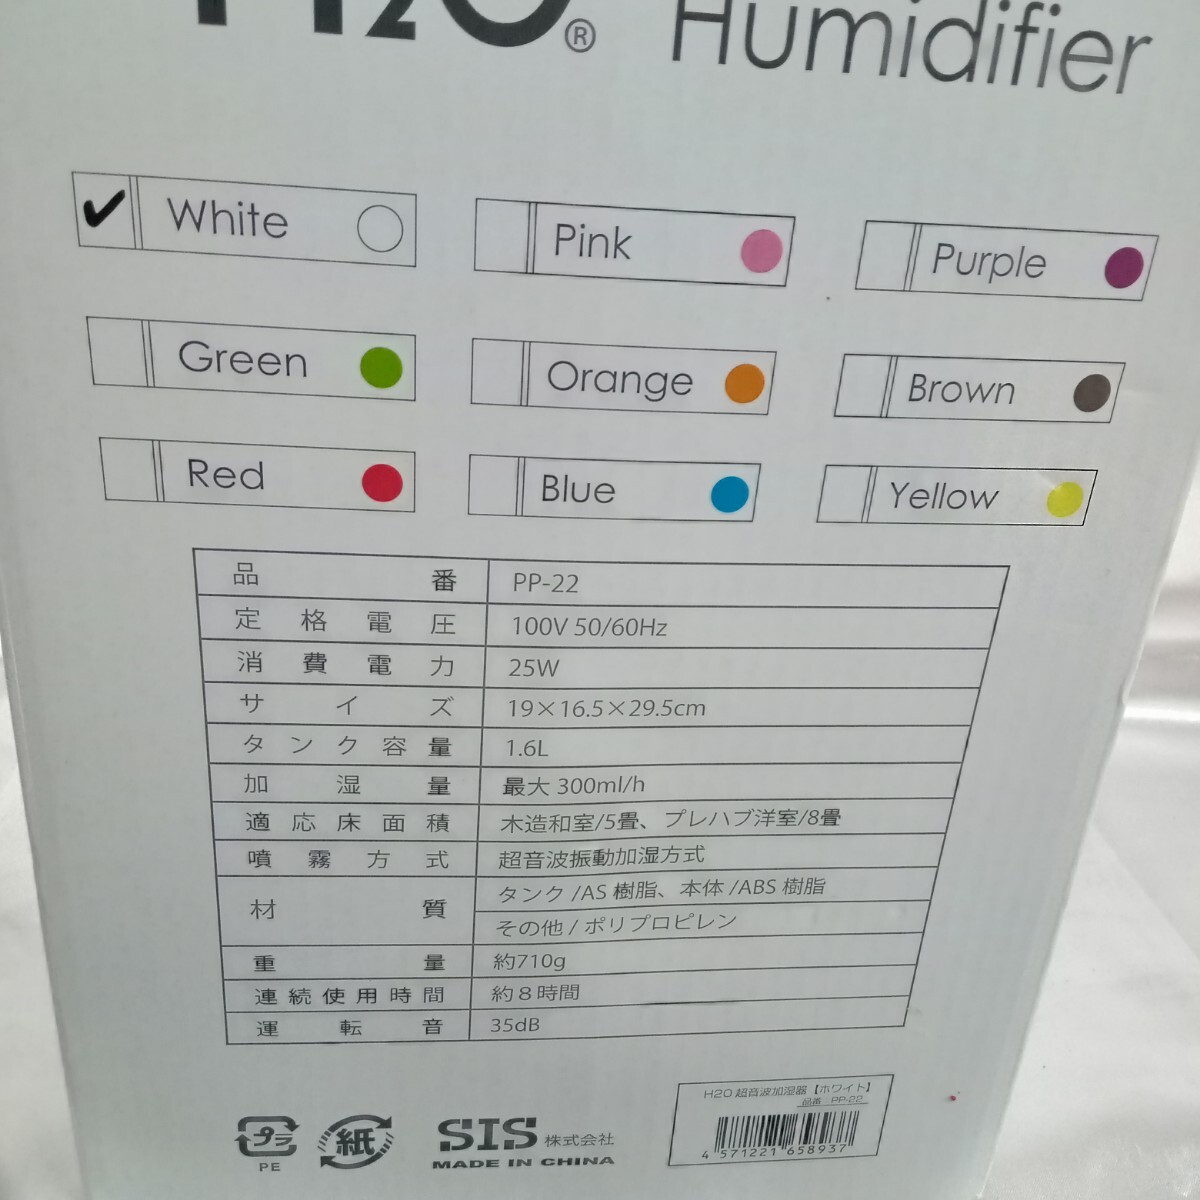 H2O® Humidifier
✔ White
Pink
Purple
Green
Orange
Brown
Red
Blue
Yellow
品番 PP-22
定格電圧 100V 50/60Hz
消費電力 25W
サイズ 19×16.5×29.5cm
タンク容量 1.6L
加湿量 最大 300ml/h
適応床面積 木造和室/5畳、プレハブ洋室/8畳
噴霧方式 超音波振動加湿方式
材質 タンク/AS 樹脂、本体/ABS 樹脂
その他/ポリプロピレン
重量 約710g
連続使用時間 約8時間
運転音 35dB
H2O 超音波加湿器【ホワイト】
品番：PP-22
4 571221 658937
プラ
PE
紙
SIS 株式会社
MADE IN CHINA